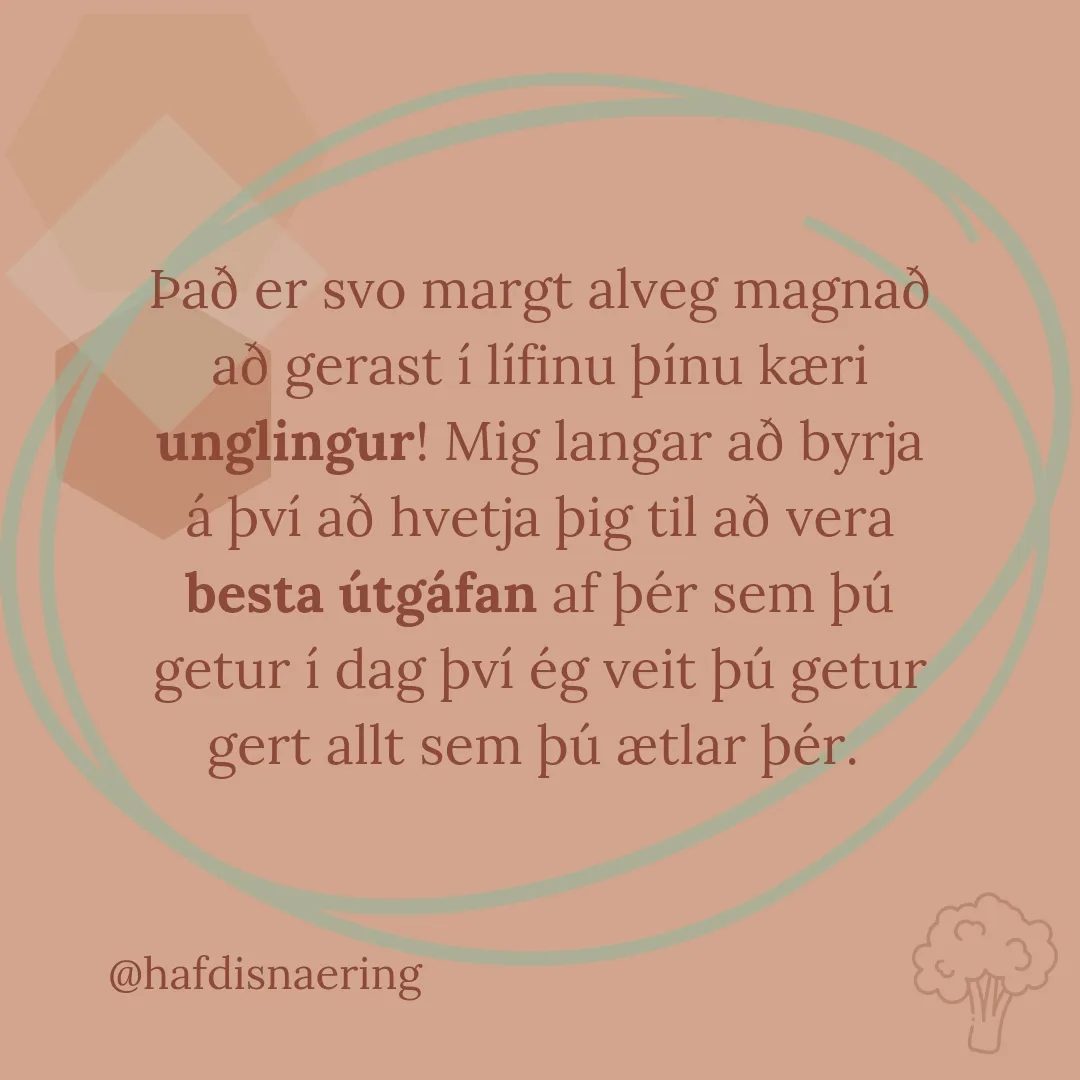 Það er svo margt alveg magnað
að gerast í lífinu þínu kæri
unglingur! Mig langar að byrja
á því að hvetja þig til að vera
besta útgáfan af þér sem þú
getur í dag því ég veit þú getur
gert allt sem þú ætlar þér.
@hafdisnaering